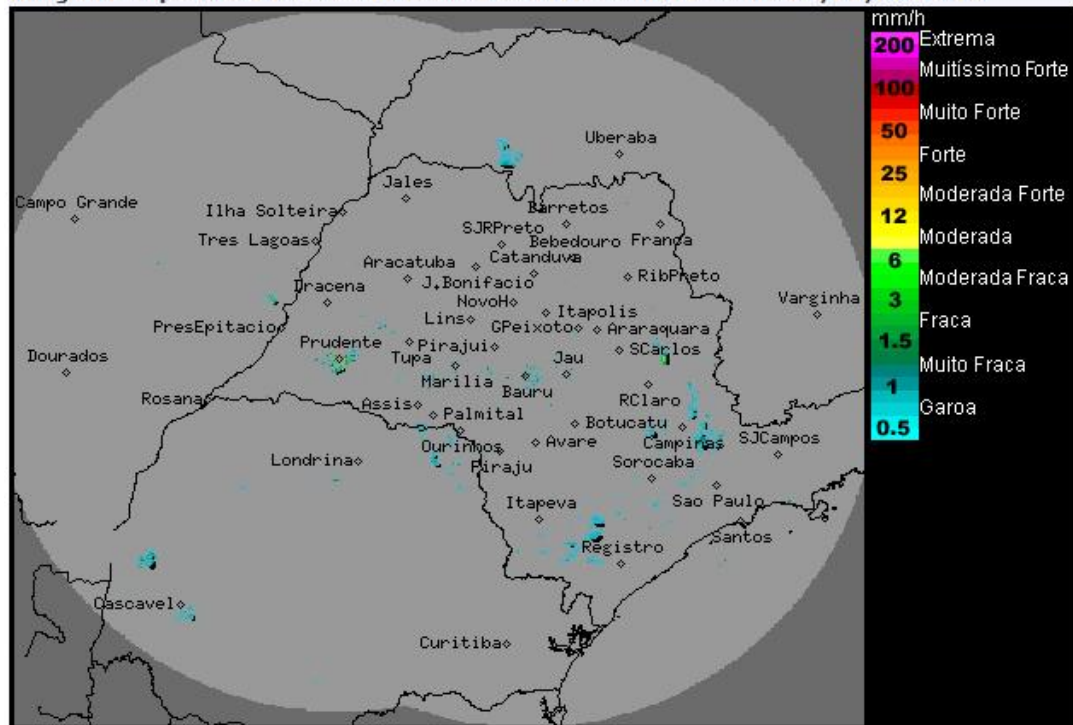 mm/h
200 Extrema
Muitíssimo Forte
100
Muito Forte
50
Forte
25
Moderada Forte
12
Moderada
6
Moderada Fraca
3
Fraca
1.5
Muito Fraca
1
Garoa
0.5
Uberaba
Jales
Campo Grande
Ilha Solteira
Barretos
SJRPreto
Tres Lagoas
Bebedouro Franca
Aracatuba
Catanduva
RibPreto
J.Bonifacio
Dracena
NovoH
Varginha
Itapolis
Lins
PresEpitacio
GPeixoto
Araraquara
Prudente
Pirajui
SCarlos
Dourados
Tupa
Jau
Marilia
Bauru
Rosana
RClaro
Assis
Palmital
Botucatu
Ourinhos
Avare
Campinas
SJCampos
Londrina
Piraju
Sorocaba
Itapeva
Sao Paulo
Santos
Registro
Cascavel
Curitiba